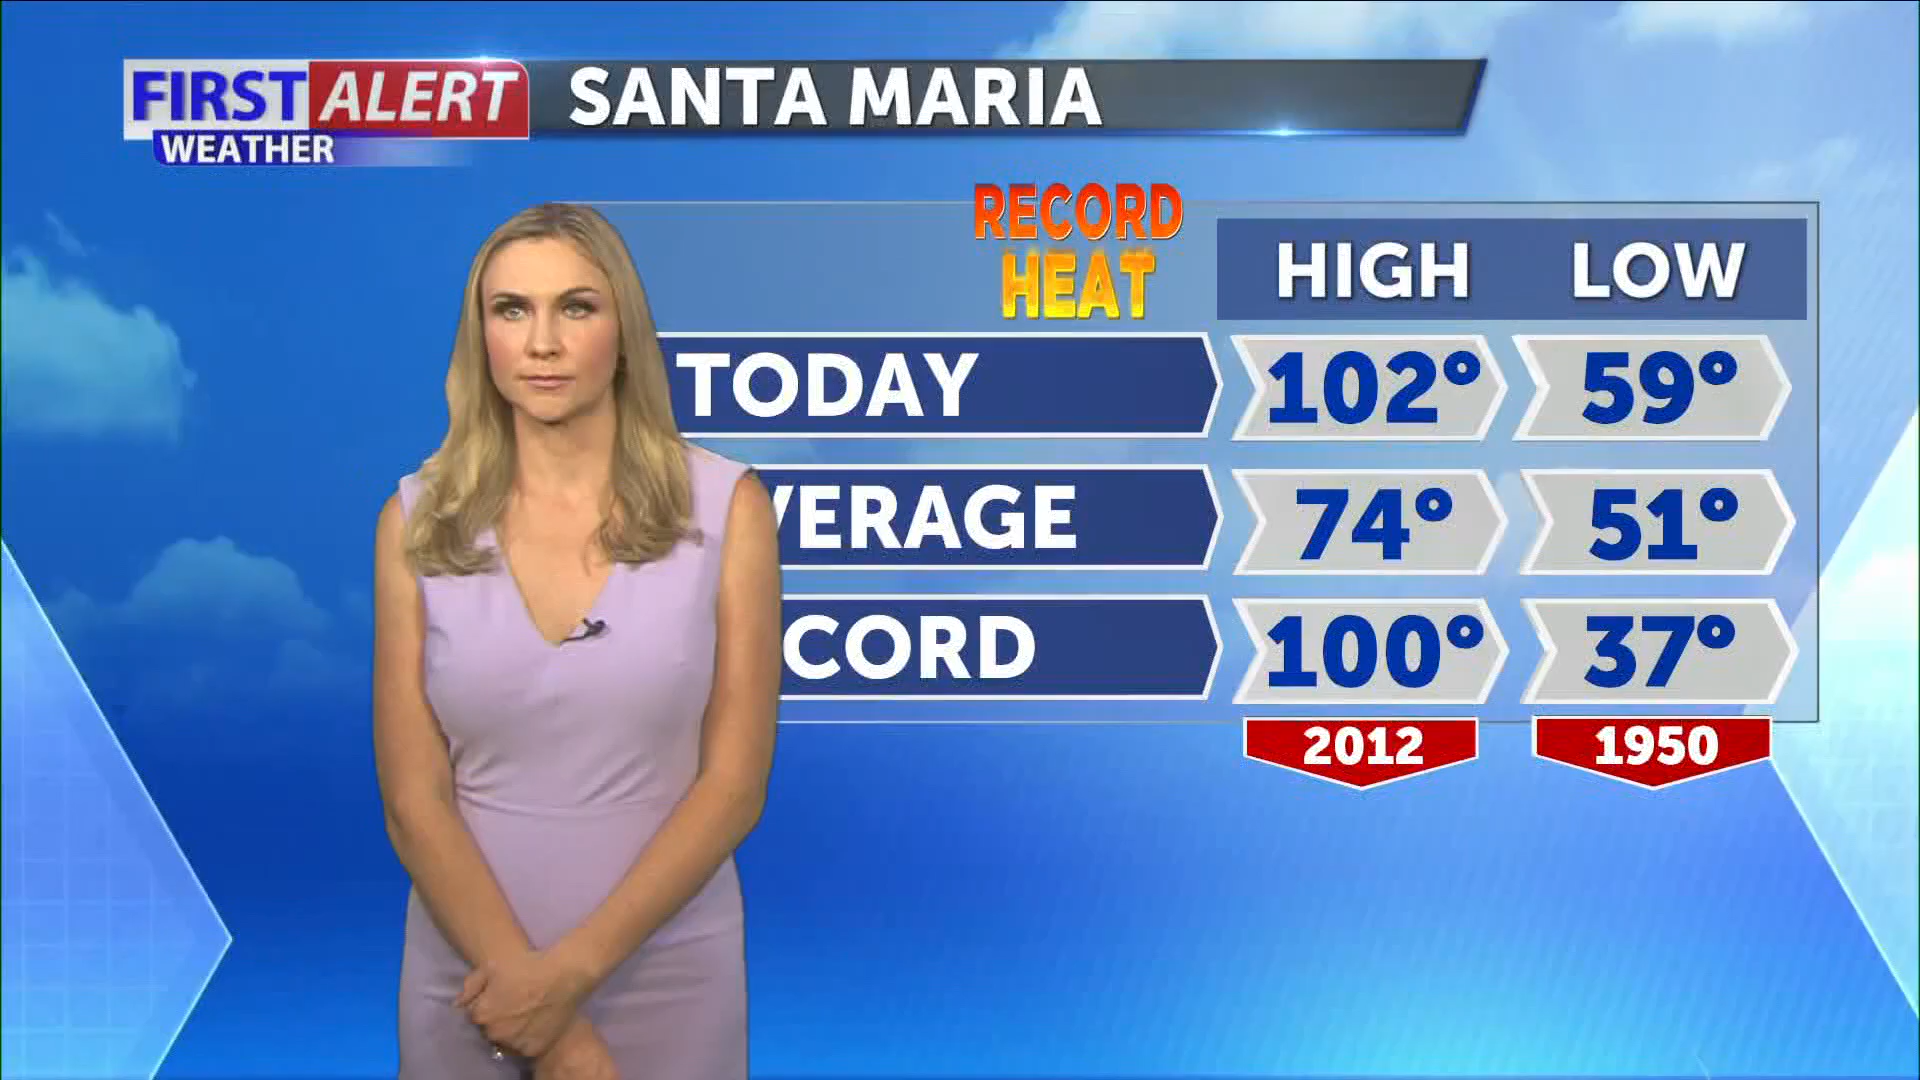 FIRST ALERT
WEATHER
SANTA MARIA
RECORD
HEAT
HIGH LOW
TODAY 102° 59°
VERAGE 74° 51°
CORD 100° 37°
2012 1950